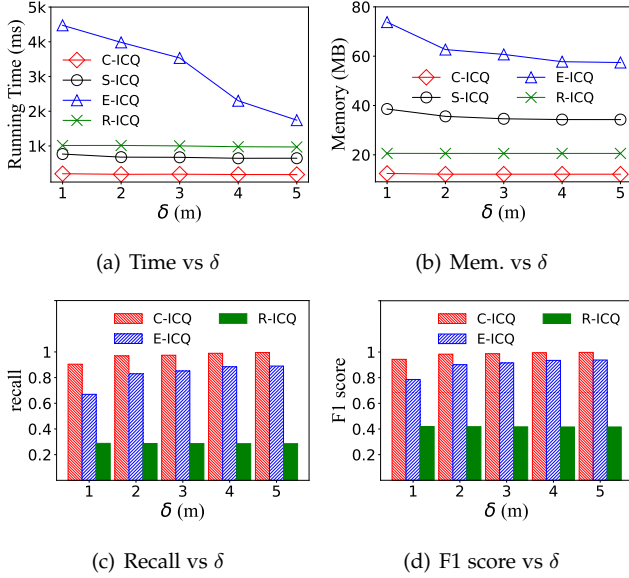 5k
4k
3k
2k
1k
Running Time (ms)
C-ICQ
S-ICQ
E-ICQ
R-ICQ
1 2 3 4 5
δ (m)
(a) Time vs δ
80
60
40
20
Memory (MB)
C-ICQ E-ICQ
S-ICQ R-ICQ
1 2 3 4 5
δ (m)
(b) Mem. vs δ
1
0.8
0.6
0.4
0.2
recall
C-ICQ R-ICQ
E-ICQ
1 2 3 4 5
δ (m)
(c) Recall vs δ
1
0.8
0.6
0.4
0.2
F1 score
C-ICQ R-ICQ
E-ICQ
1 2 3 4 5
δ (m)
(d) F1 score vs δ